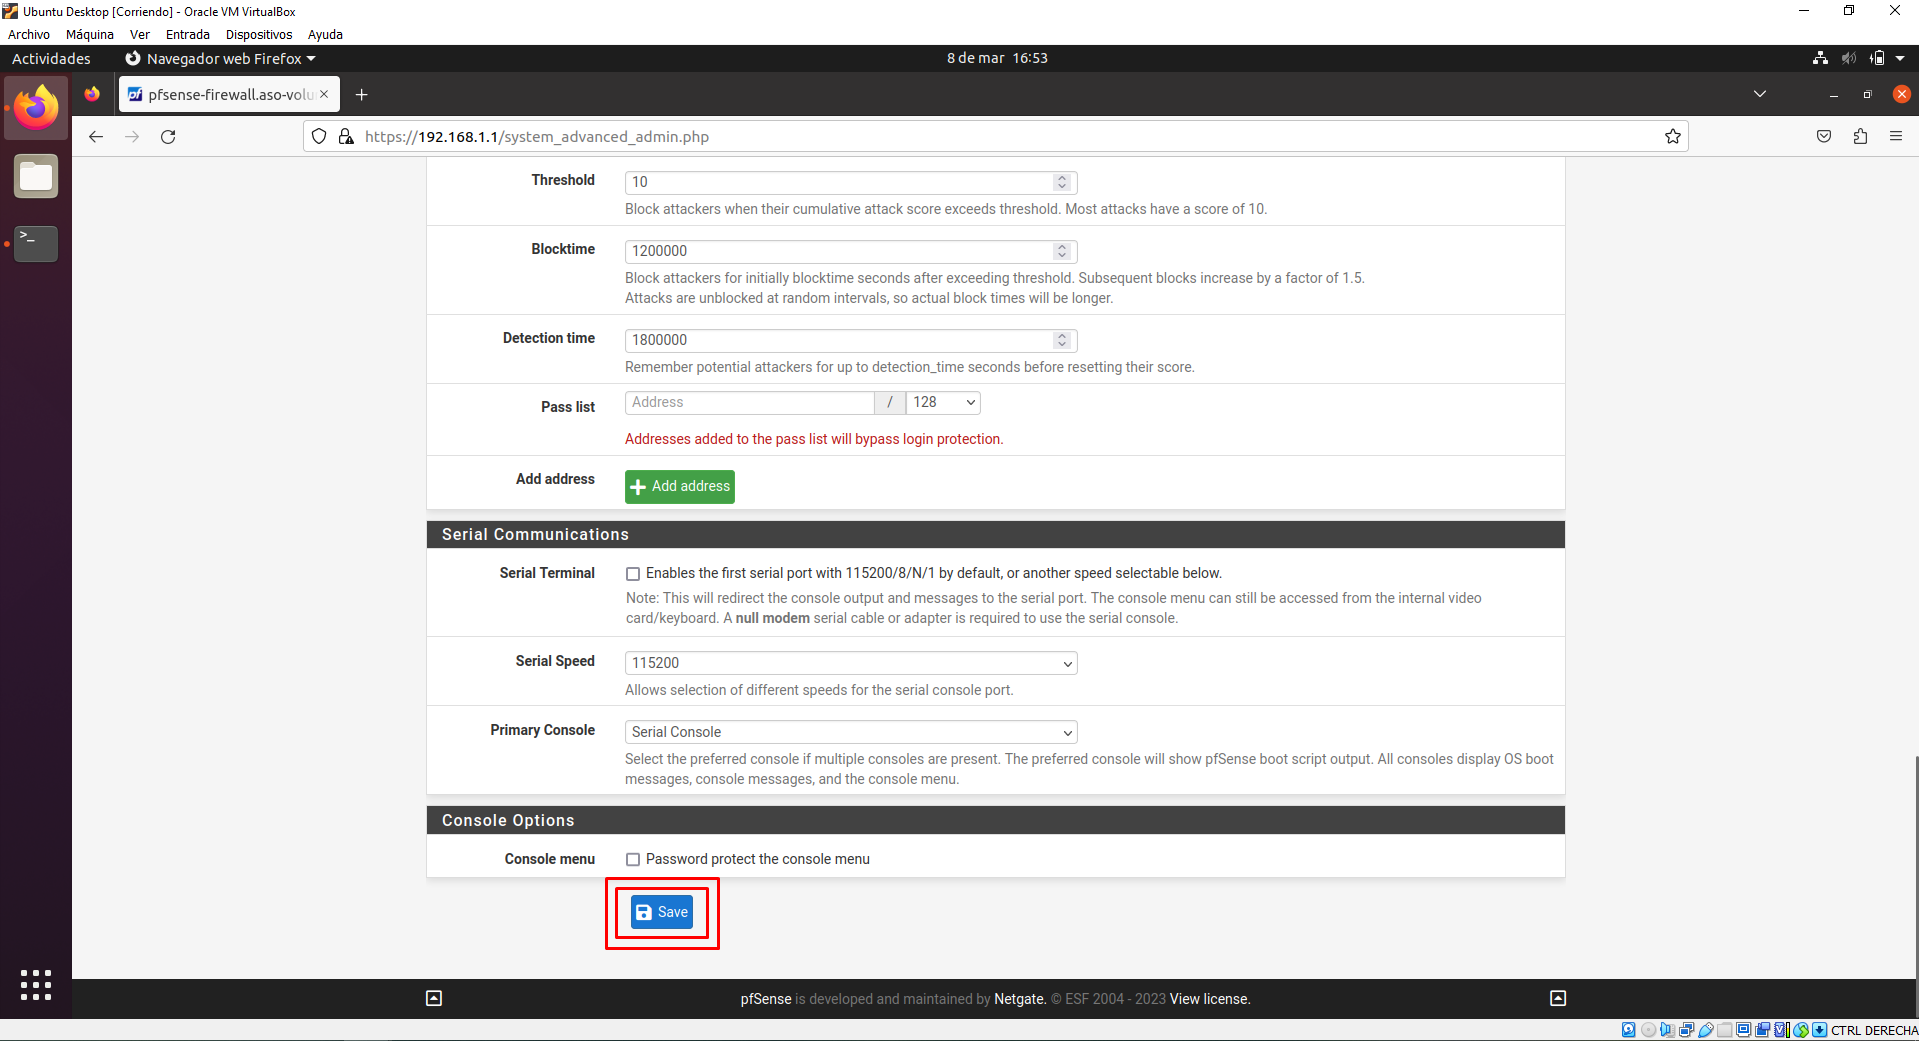 Ubuntu Desktop [Corriendo] - Oracle VM VirtualBox
Archivo Máquina Ver Entrada Dispositivos Ayuda
Actividades Navegador web Firefox 8 de mar 16:53
pfsense-firewall.aso-volu
https://192.168.1.1/system_advanced_admin.php
Threshold 10
Block attackers when their cumulative attack score exceeds threshold. Most attacks have a score of 10.
Blocktime 1200000
Block attackers for initially blocktime seconds after exceeding threshold. Subsequent blocks increase by a factor of 1.5.
Attacks are unblocked at random intervals, so actual block times will be longer.
Detection time 1800000
Remember potential attackers for up to detection_time seconds before resetting their score.
Pass list Address / 128
Addresses added to the pass list will bypass login protection.
Add address Add address
Serial Communications
Serial Terminal Enables the first serial port with 115200/8/N/1 by default, or another speed selectable below.
Note: This will redirect the console output and messages to the serial port. The console menu can still be accessed from the internal video
card/keyboard. A null modem serial cable or adapter is required to use the serial console.
Serial Speed 115200
Allows selection of different speeds for the serial console port.
Primary Console Serial Console
Select the preferred console if multiple consoles are present. The preferred console will show pfSense boot script output. All consoles display OS boot
messages, console messages, and the console menu.
Console Options
Console menu Password protect the console menu
Save
pfSense is developed and maintained by Netgate. © ESF 2004 - 2023 View license.
CTRL DERECHA